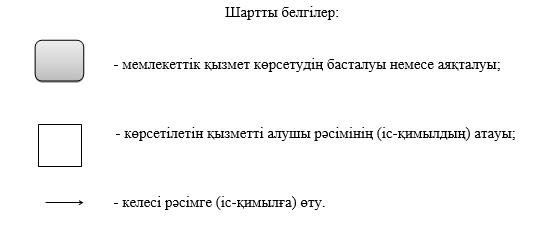 Шартты белгілер:
- мемлекеттік қызмет көрсетудің басталуы немесе аяқталуы;
- көрсетілетін қызметті алушы рәсімінің (іс-қимылдың) атауы;
- келесі рәсімге (іс-қимылға) өту.